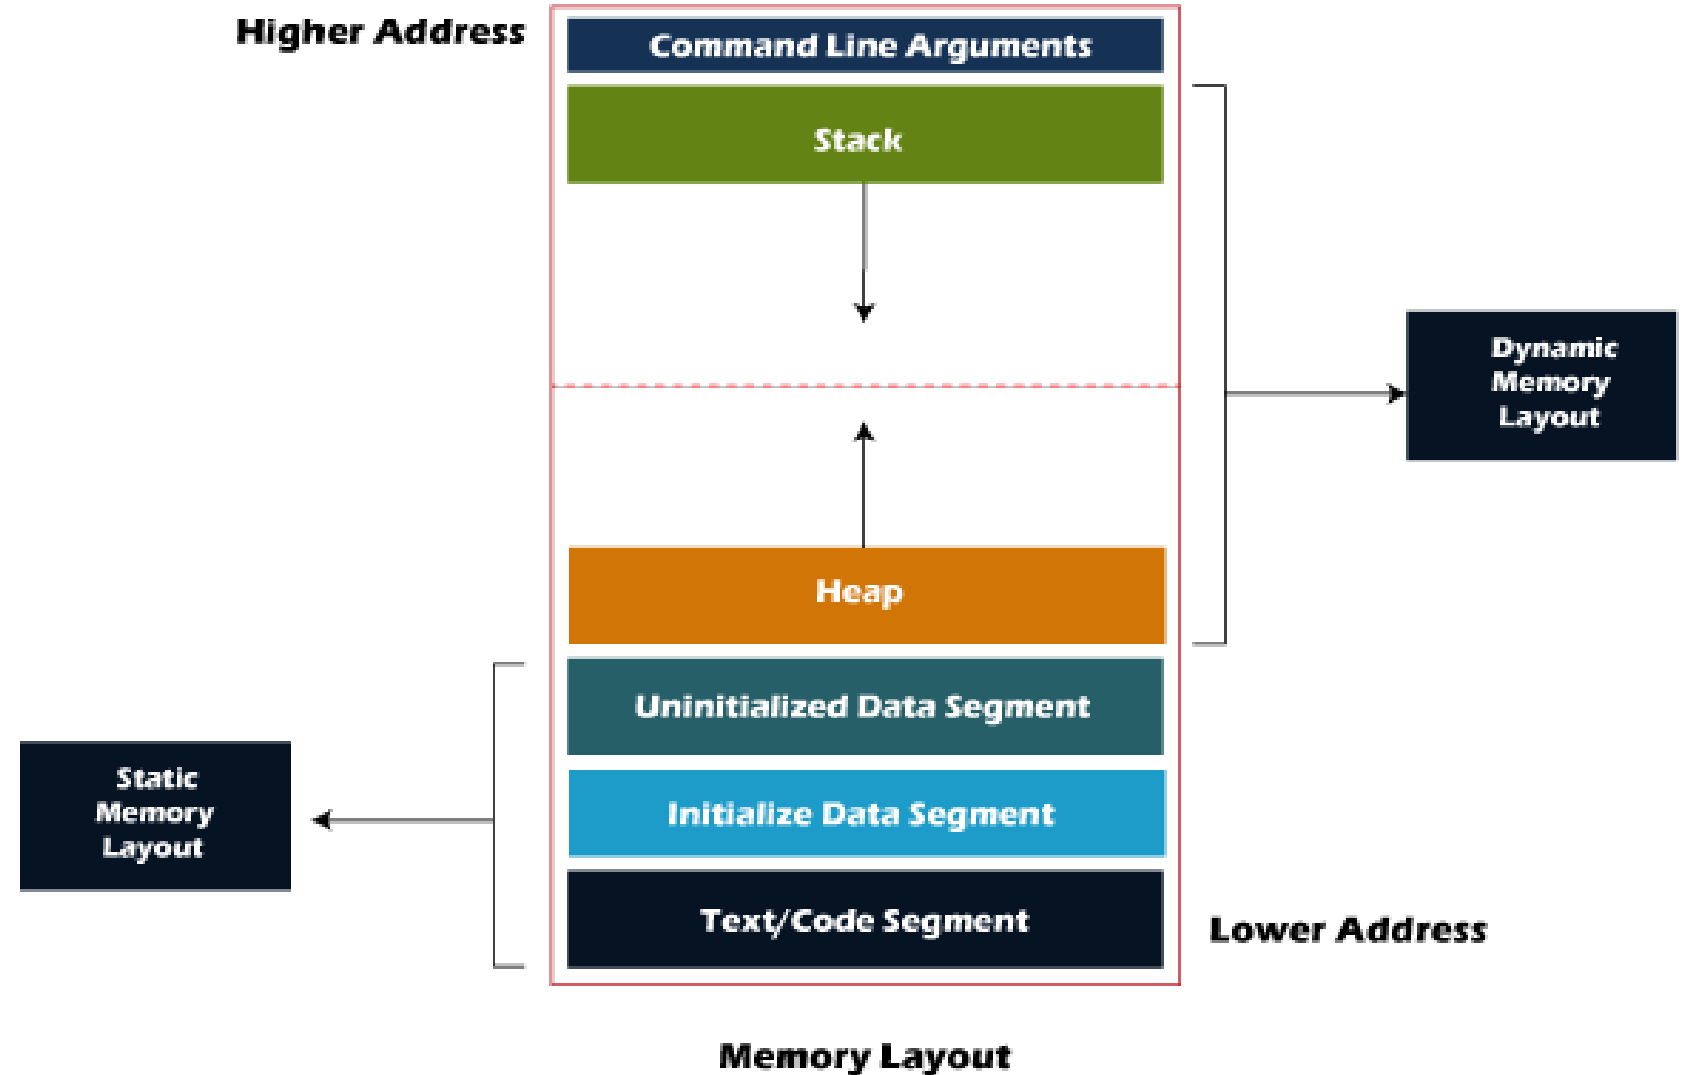 Higher Address
Command Line Arguments
Stack
Dynamic
Memory
Layout
Heap
Uninitialized Data Segment
Static
Memory
Layout
Initialize Data Segment
Text/Code Segment
Lower Address
Memory Layout